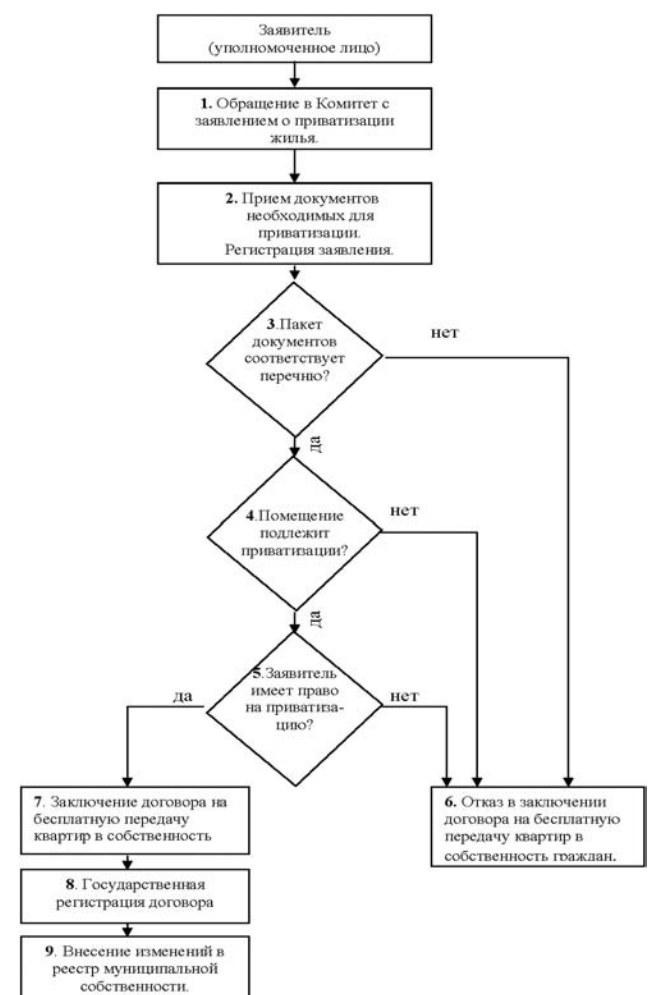 Заявитель
(уполномоченное лицо)
1. Обращение в Комитет с
заявлением о приватизации
жилья.
2. Прием документов
необходимых для
приватизации.
Регистрация заявления.
3.Пакет
документов
соответствует
перечню?
нет
да
4.Помещение
подлежит
приватизации?
нет
да
5.Заявитель
имеет право
на приватиза-
цию?
да
нет
7. Заключение договора на
бесплатную передачу
квартир в собственность
6. Отказ в заключении
договора на бесплатную
передачу квартир в
собственность граждан.
8. Государственная
регистрация договора
9. Внесение изменений в
реестр муниципальной
собственности.